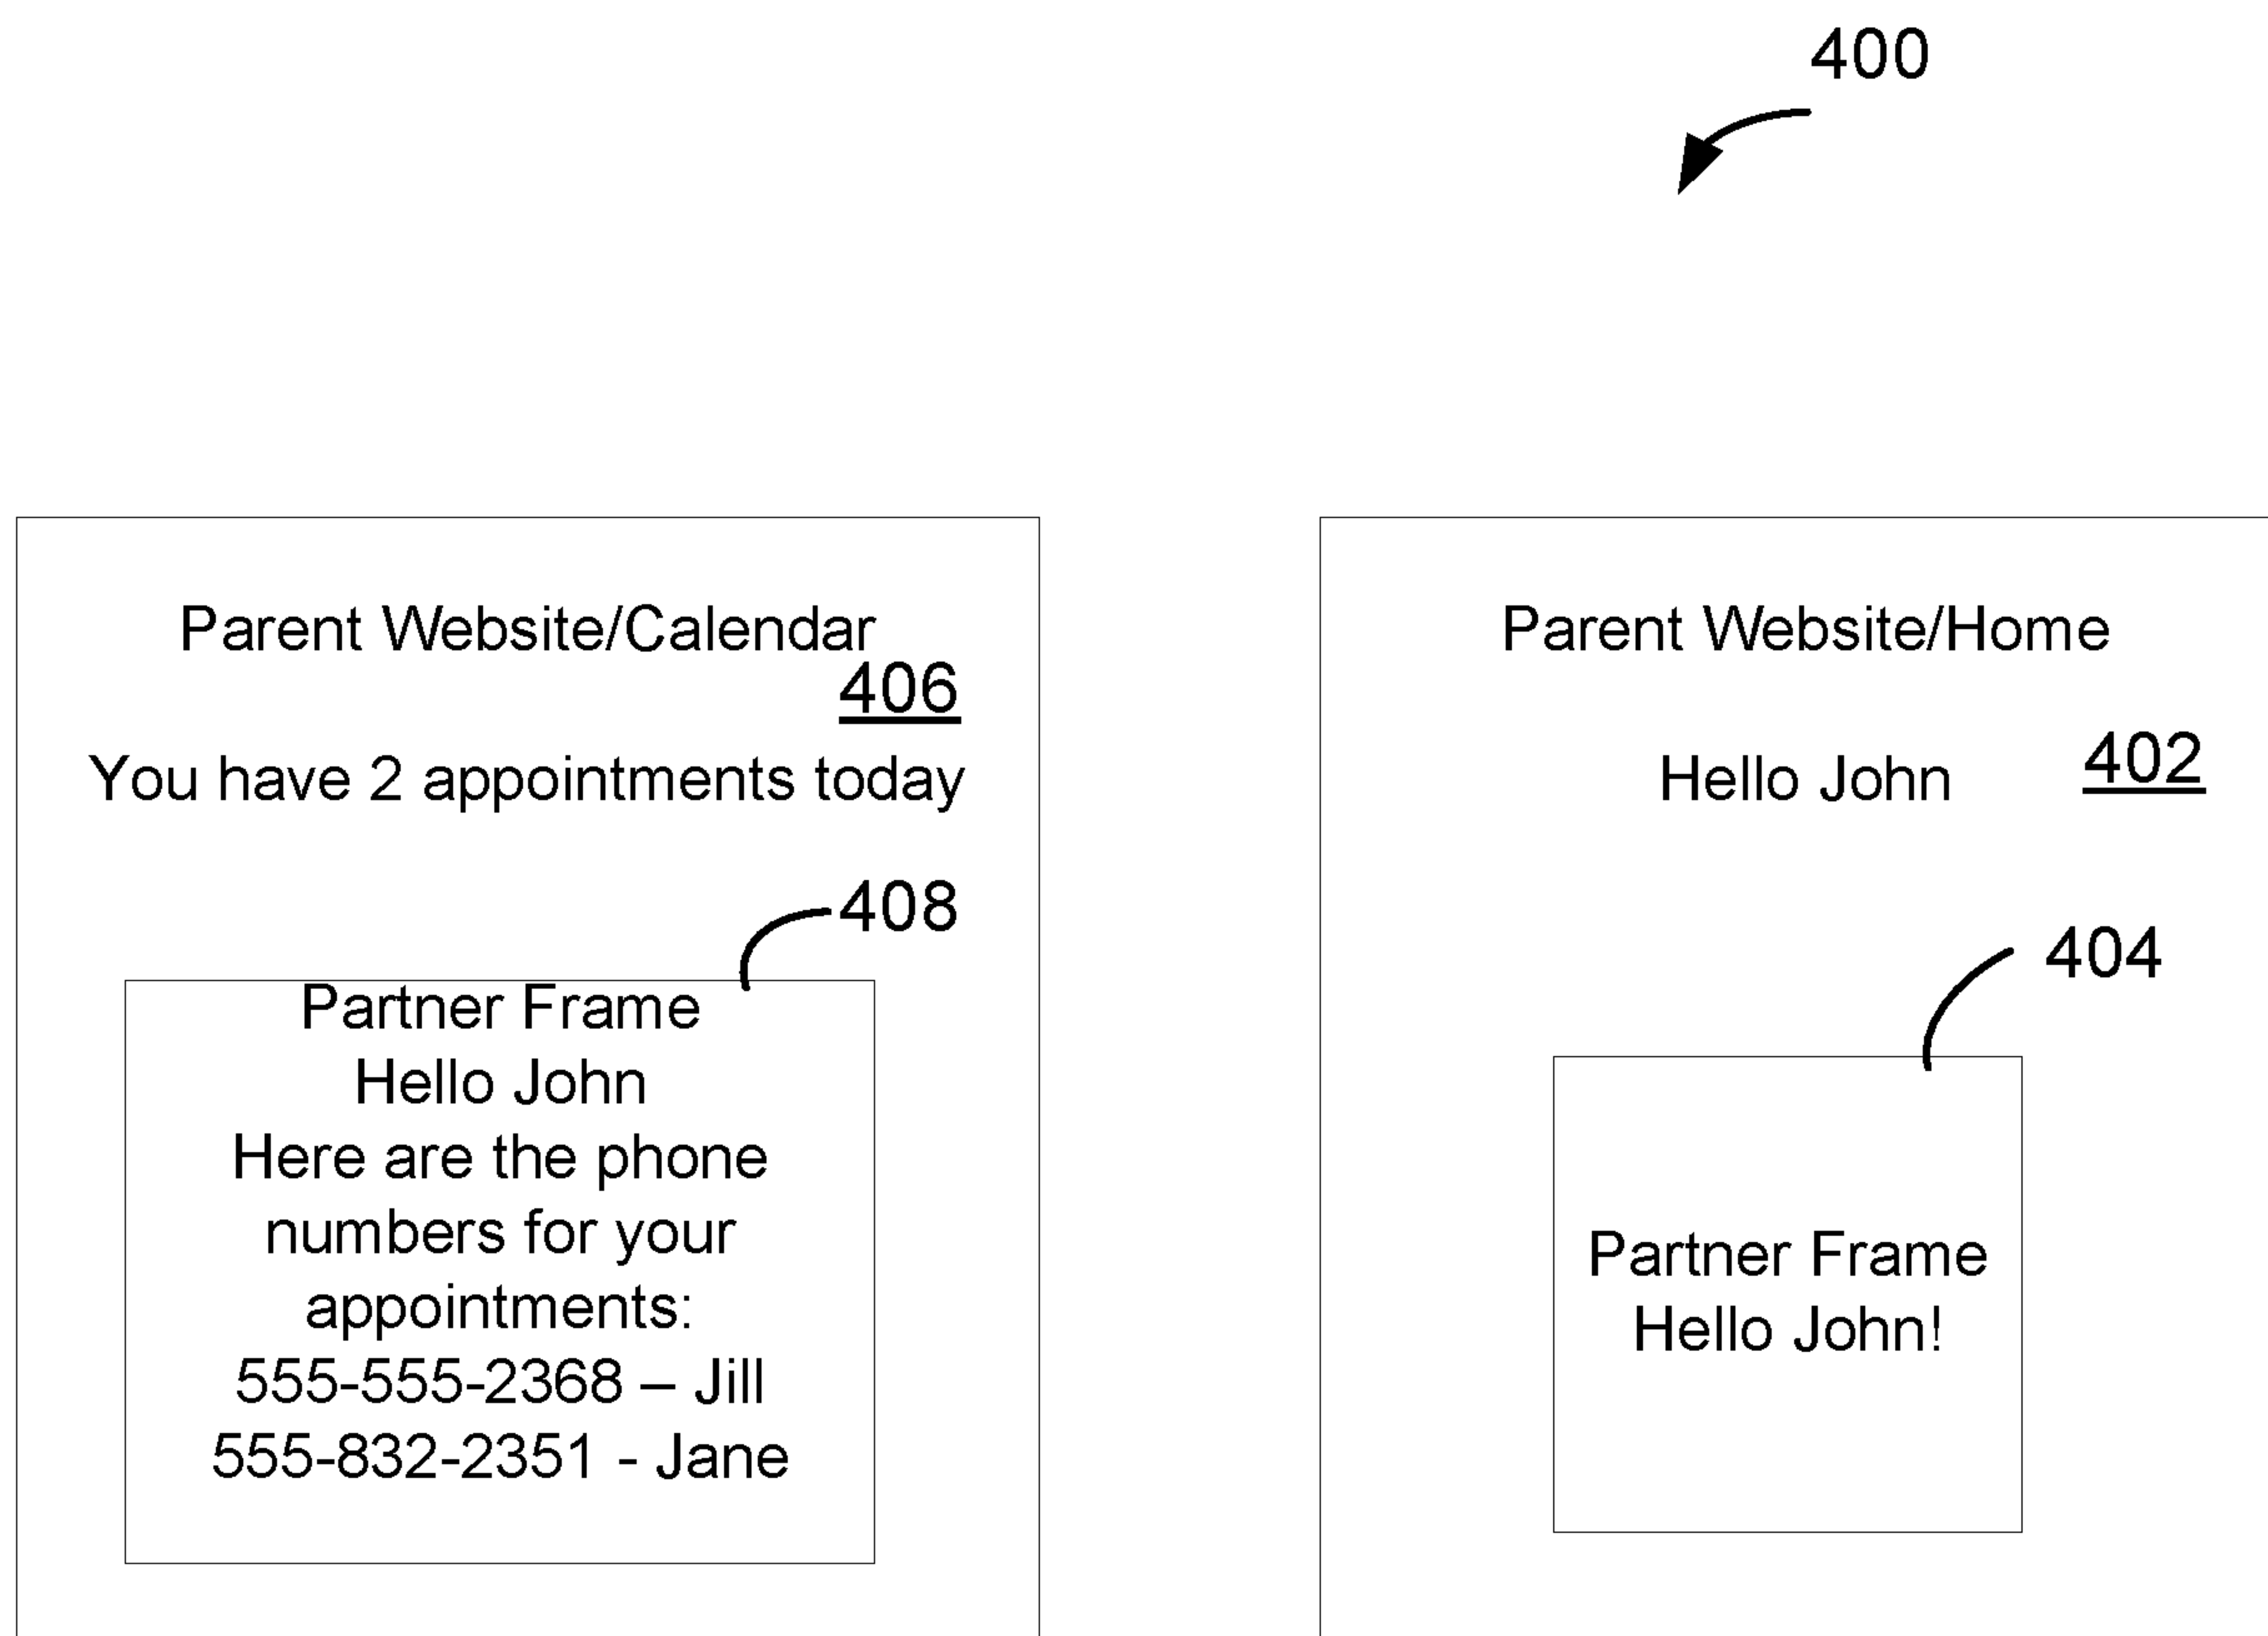 400
Parent Website/Calendar
406
You have 2 appointments today
408
Partner Frame
Hello John
Here are the phone
numbers for your
appointments:
555-555-2368 – Jill
555-832-2351 - Jane
Parent Website/Home
Hello John
402
404
Partner Frame
Hello John!